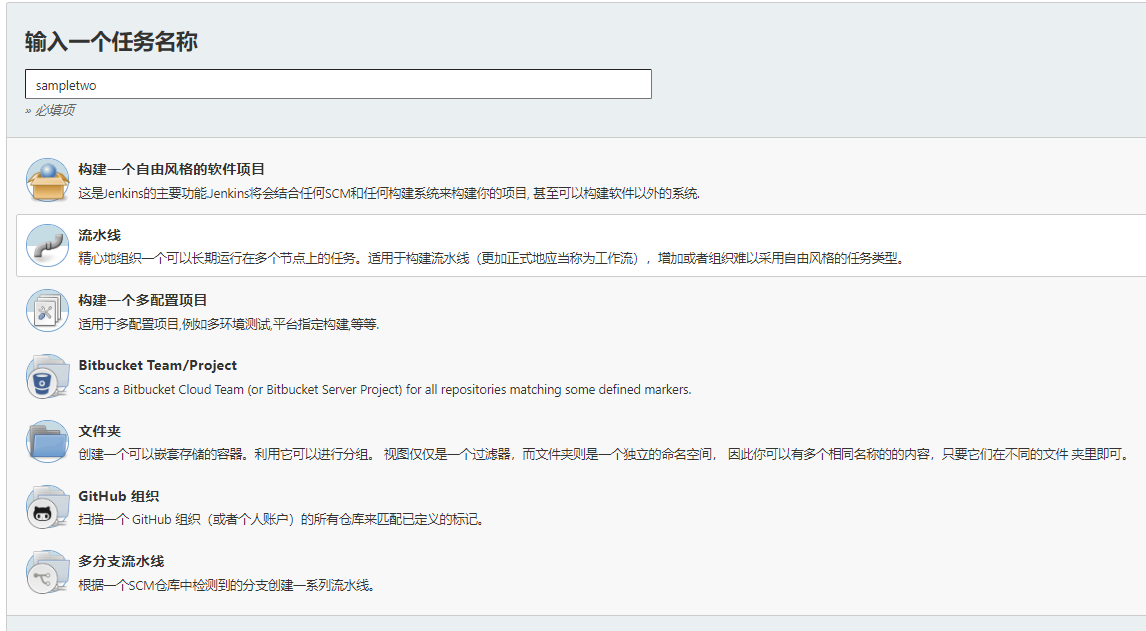 输入一个任务名称
sampletwo
» 必填项
构建一个自由风格的软件项目
这是Jenkins的主要功能.Jenkins将会结合任何SCM和任何构建系统来构建你的项目, 甚至可以构建软件以外的系统.
流水线
精心地组织一个可以长期运行在多个节点上的任务。适用于构建流水线（更加正式地应当称为工作流），增加或者组织难以采用自由风格的任务类型。
构建一个多配置项目
适用于多配置项目,例如多环境测试,平台指定构建,等等.
Bitbucket Team/Project
Scans a Bitbucket Cloud Team (or Bitbucket Server Project) for all repositories matching some defined markers.
文件夹
创建一个可以嵌套存储的容器。利用它可以进行分组。 视图仅仅是一个过滤器，而文件夹则是一个独立的命名空间， 因此你可以有多个相同名称的的内容，只要它们在不同的文件 夹里即可。
GitHub 组织
扫描一个 GitHub 组织（或者个人账户）的所有仓库来匹配已定义的标记。
多分支流水线
根据一个SCM仓库中检测到的分支创建一系列流水线。